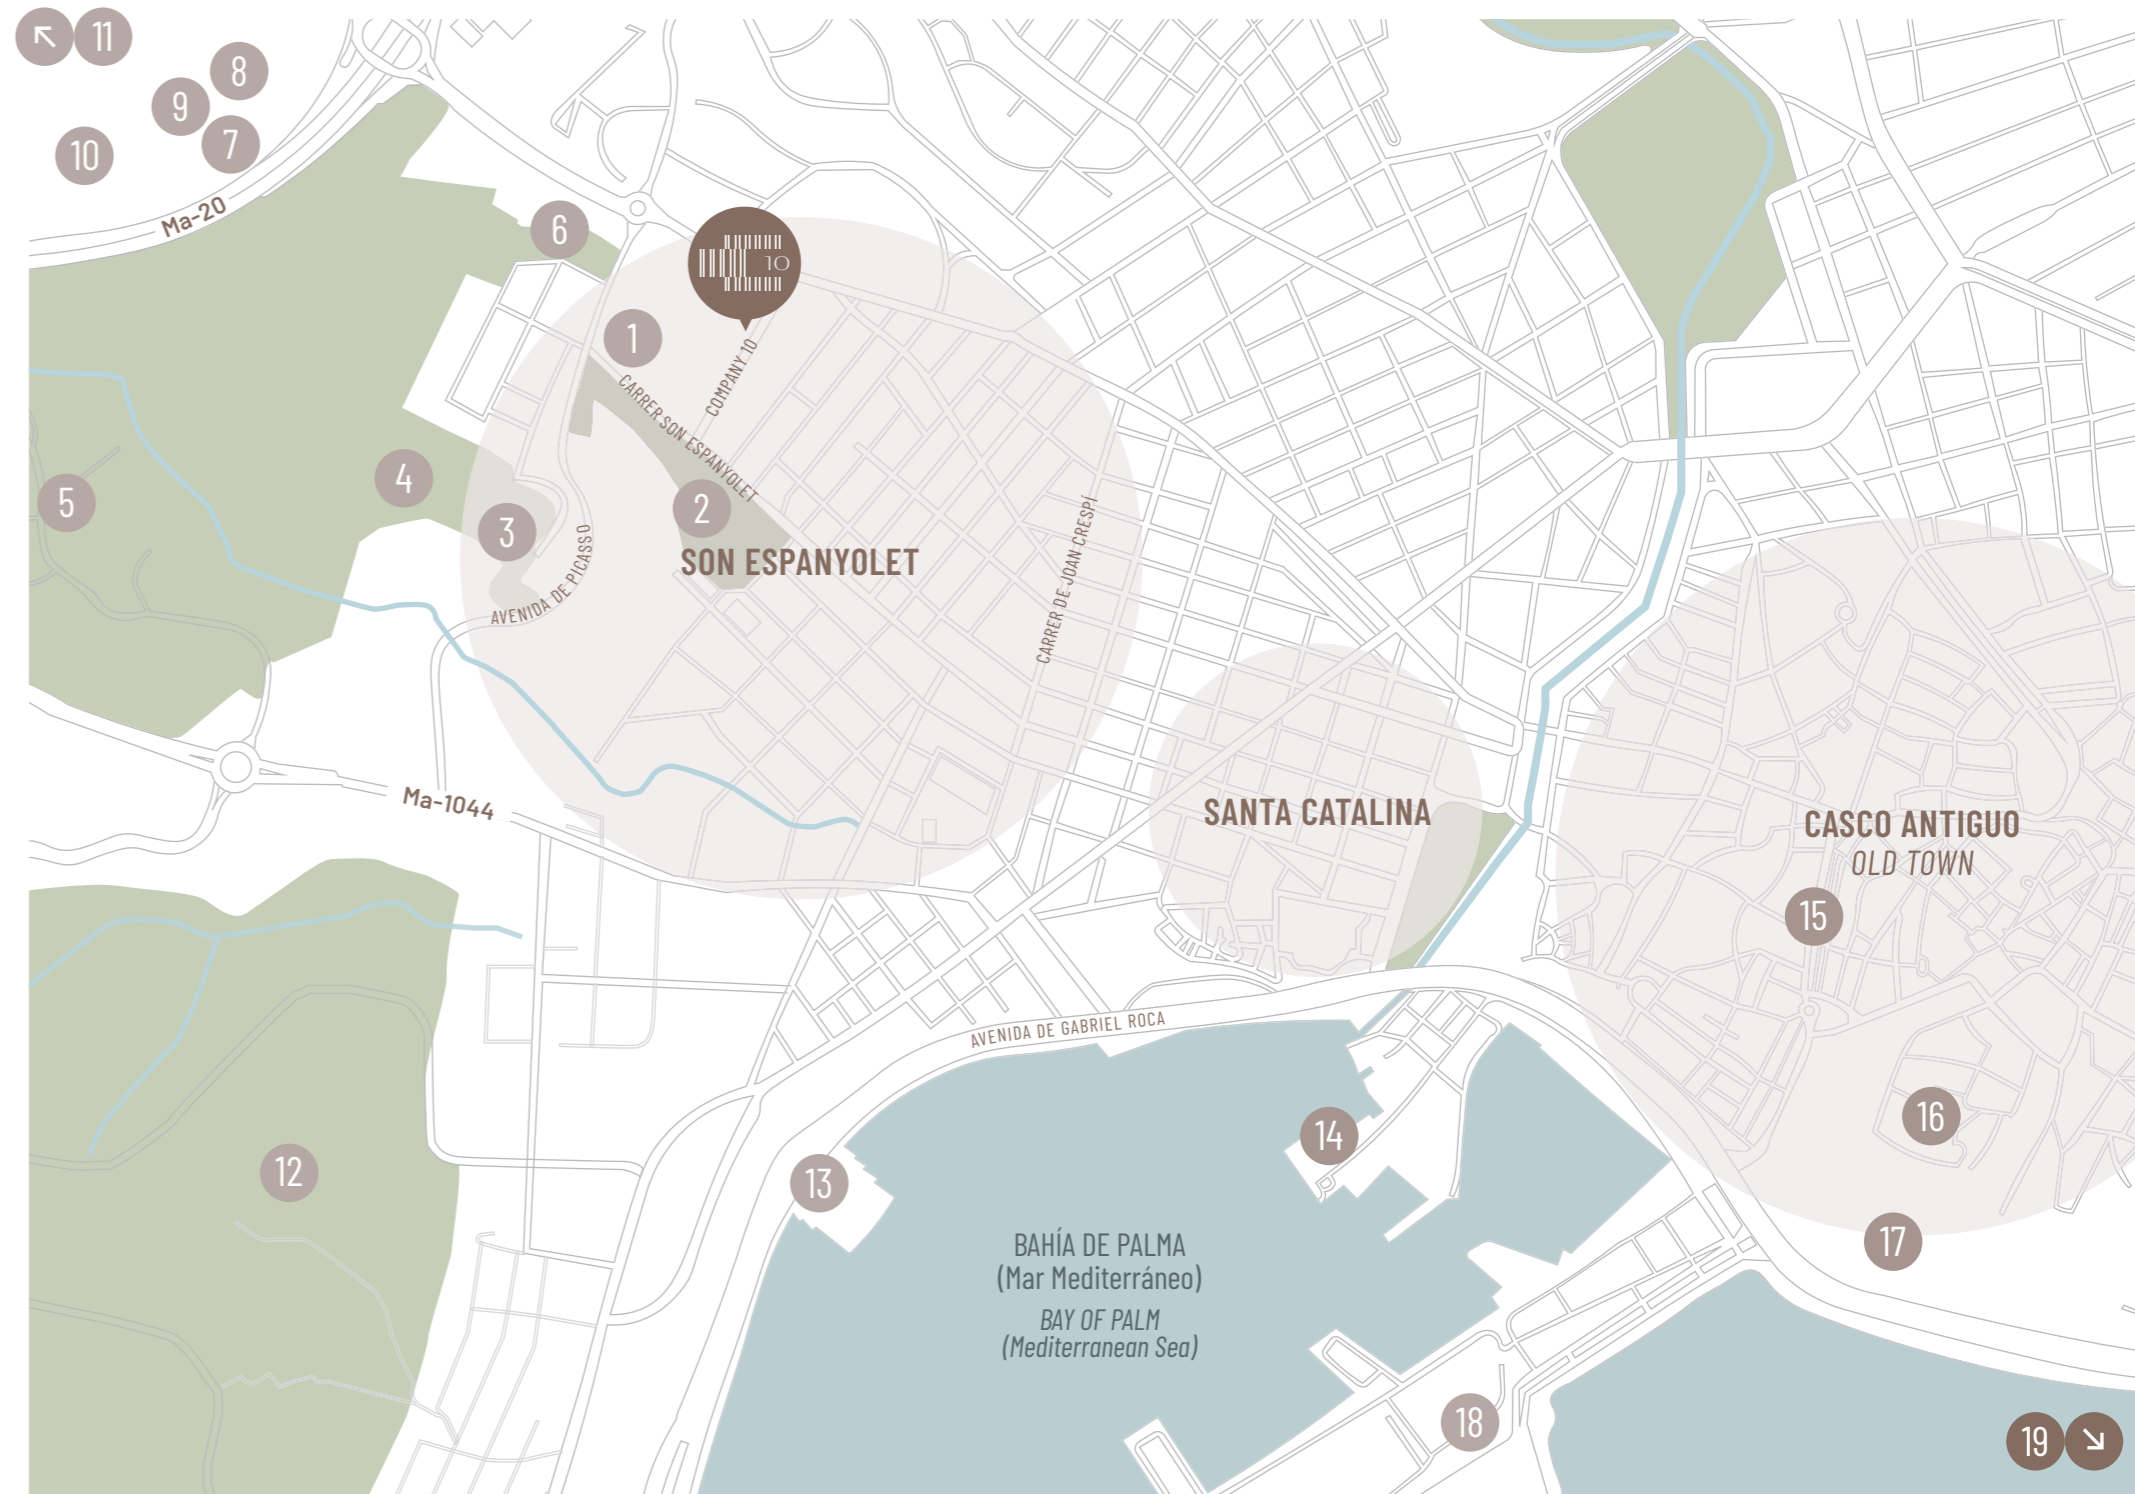 11
8
9
7
10
Ma-20
6
10
1
COMPANY 10
CARRER SON ESPANYOLET
4
5
2
3
SON ESPANYOLET
AVENIDA DE PICASSO
CARRER DE JOAN CRESPÍ
Ma-1044
SANTA CATALINA
CASCO ANTIGUO
OLD TOWN
15
AVENIDA DE GABRIEL ROCA
16
14
12
13
17
BAHÍA DE PALMA
(Mar Mediterráneo)
BAY OF PALM
(Mediterranean Sea)
18
19